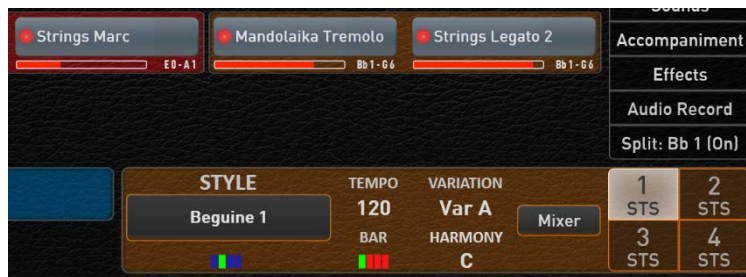 Sounds
Strings Marc
Mandolaika Tremolo
Strings Legato 2
Accompaniment
E0-A1
Bb1-G6
Bb1-G6
Effects
Audio Record
Split: Bb 1 (On)
STYLE
TEMPO
VARIATION
1
STS
2
STS
Beguine 1
120
Var A
Mixer
BAR
HARMONY
C
3
STS
4
STS